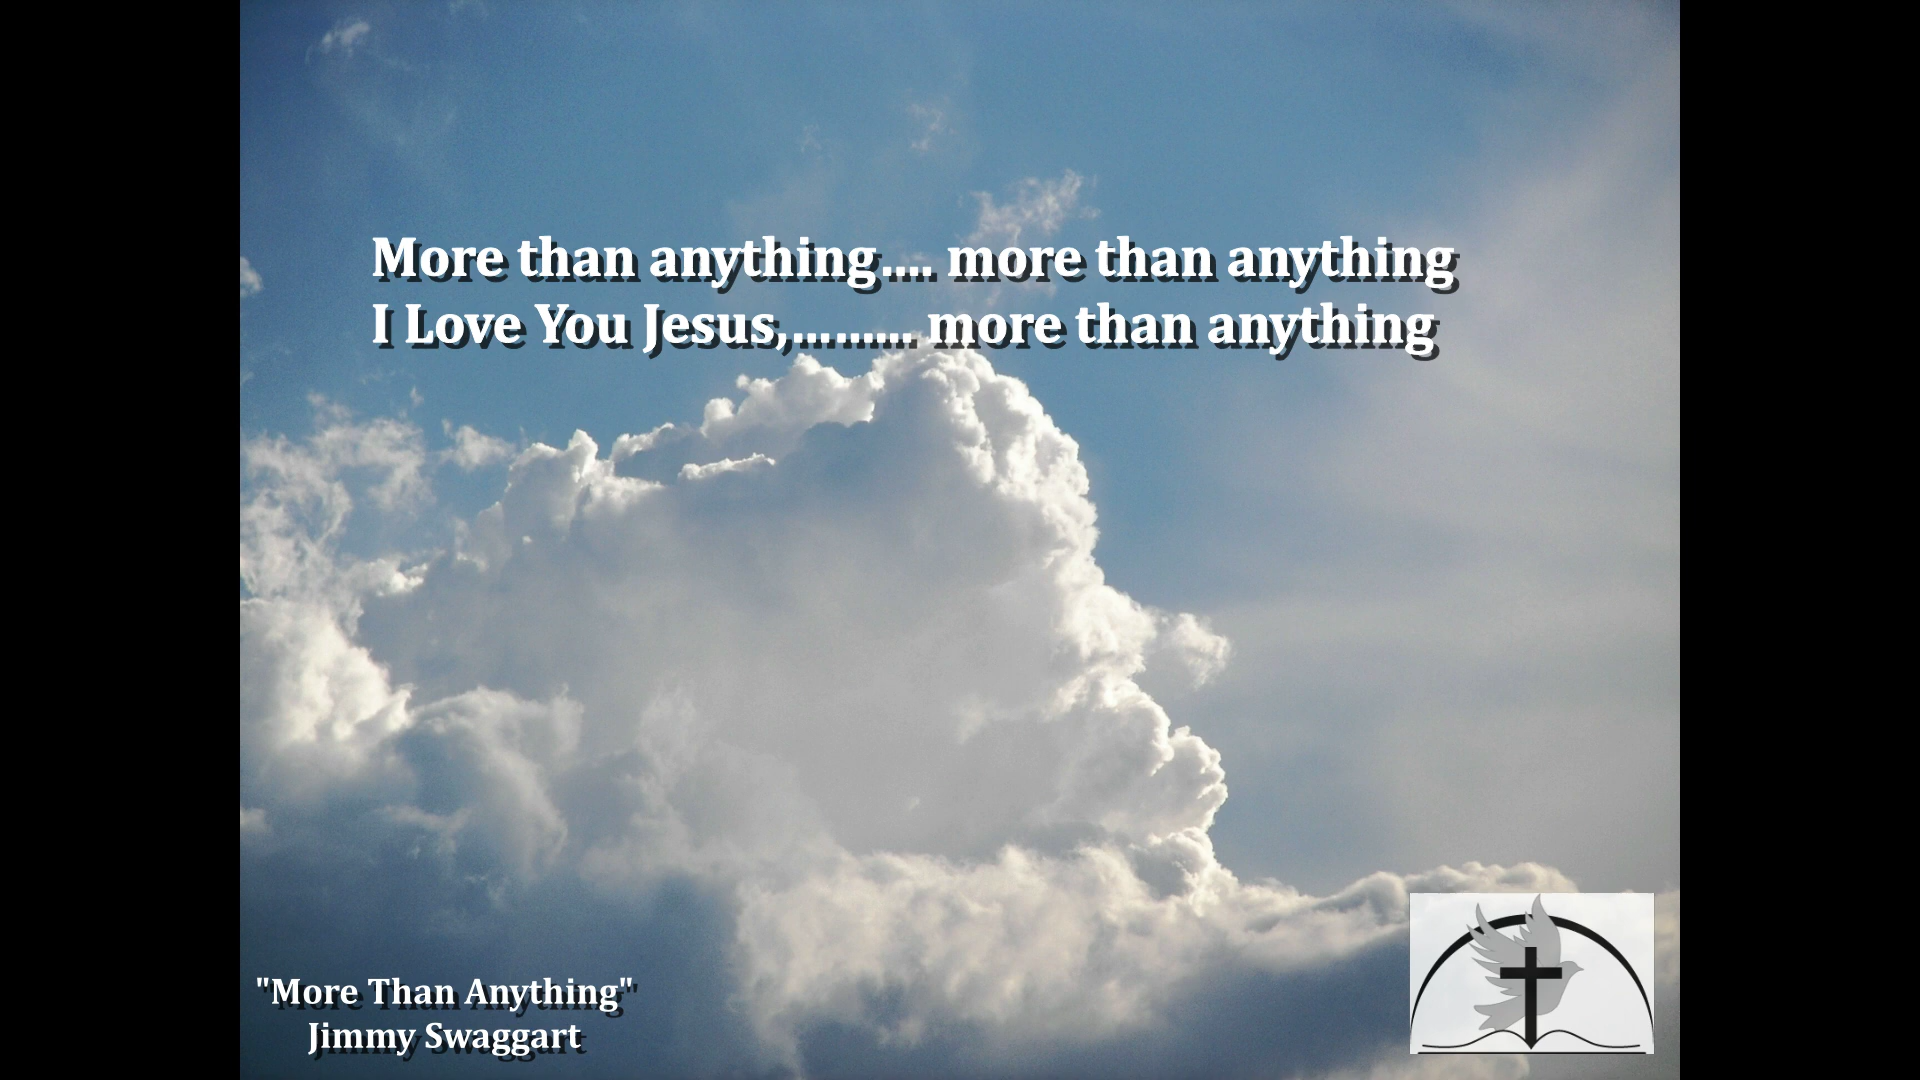 More than anything.... more than anything
I Love You Jesus,......... more than anything
"More Than Anything"
Jimmy Swaggart